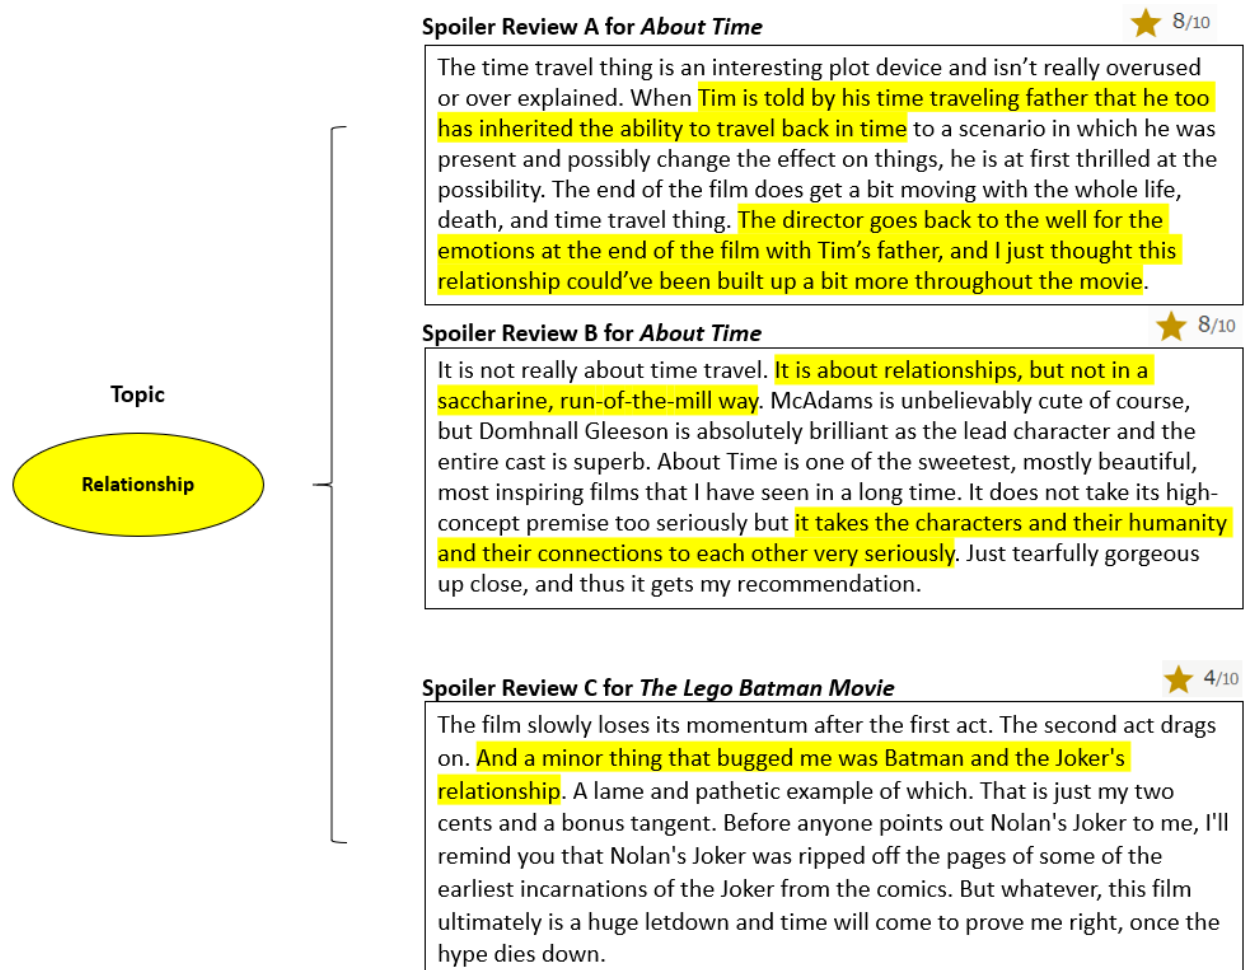 Spoiler Review A for About Time
8/10
The time travel thing is an interesting plot device and isn’t really overused
or over explained. When Tim is told by his time traveling father that he too
has inherited the ability to travel back in time to a scenario in which he was
present and possibly change the effect on things, he is at first thrilled at the
possibility. The end of the film does get a bit moving with the whole life,
death, and time travel thing. The director goes back to the well for the
emotions at the end of the film with Tim’s father, and I just thought this
relationship could’ve been built up a bit more throughout the movie.
Spoiler Review B for About Time
8/10
It is not really about time travel. It is about relationships, but not in a
saccharine, run-of-the-mill way. McAdams is unbelievably cute of course,
but Domhnall Gleeson is absolutely brilliant as the lead character and the
entire cast is superb. About Time is one of the sweetest, mostly beautiful,
most inspiring films that I have seen in a long time. It does not take its high-
concept premise too seriously but it takes the characters and their humanity
and their connections to each other very seriously. Just tearfully gorgeous
up close, and thus it gets my recommendation.
Topic
Relationship
Spoiler Review C for The Lego Batman Movie
4/10
The film slowly loses its momentum after the first act. The second act drags
on. And a minor thing that bugged me was Batman and the Joker's
relationship. A lame and pathetic example of which. That is just my two
cents and a bonus tangent. Before anyone points out Nolan's Joker to me, I'll
remind you that Nolan's Joker was ripped off the pages of some of the
earliest incarnations of the Joker from the comics. But whatever, this film
ultimately is a huge letdown and time will come to prove me right, once the
hype dies down.